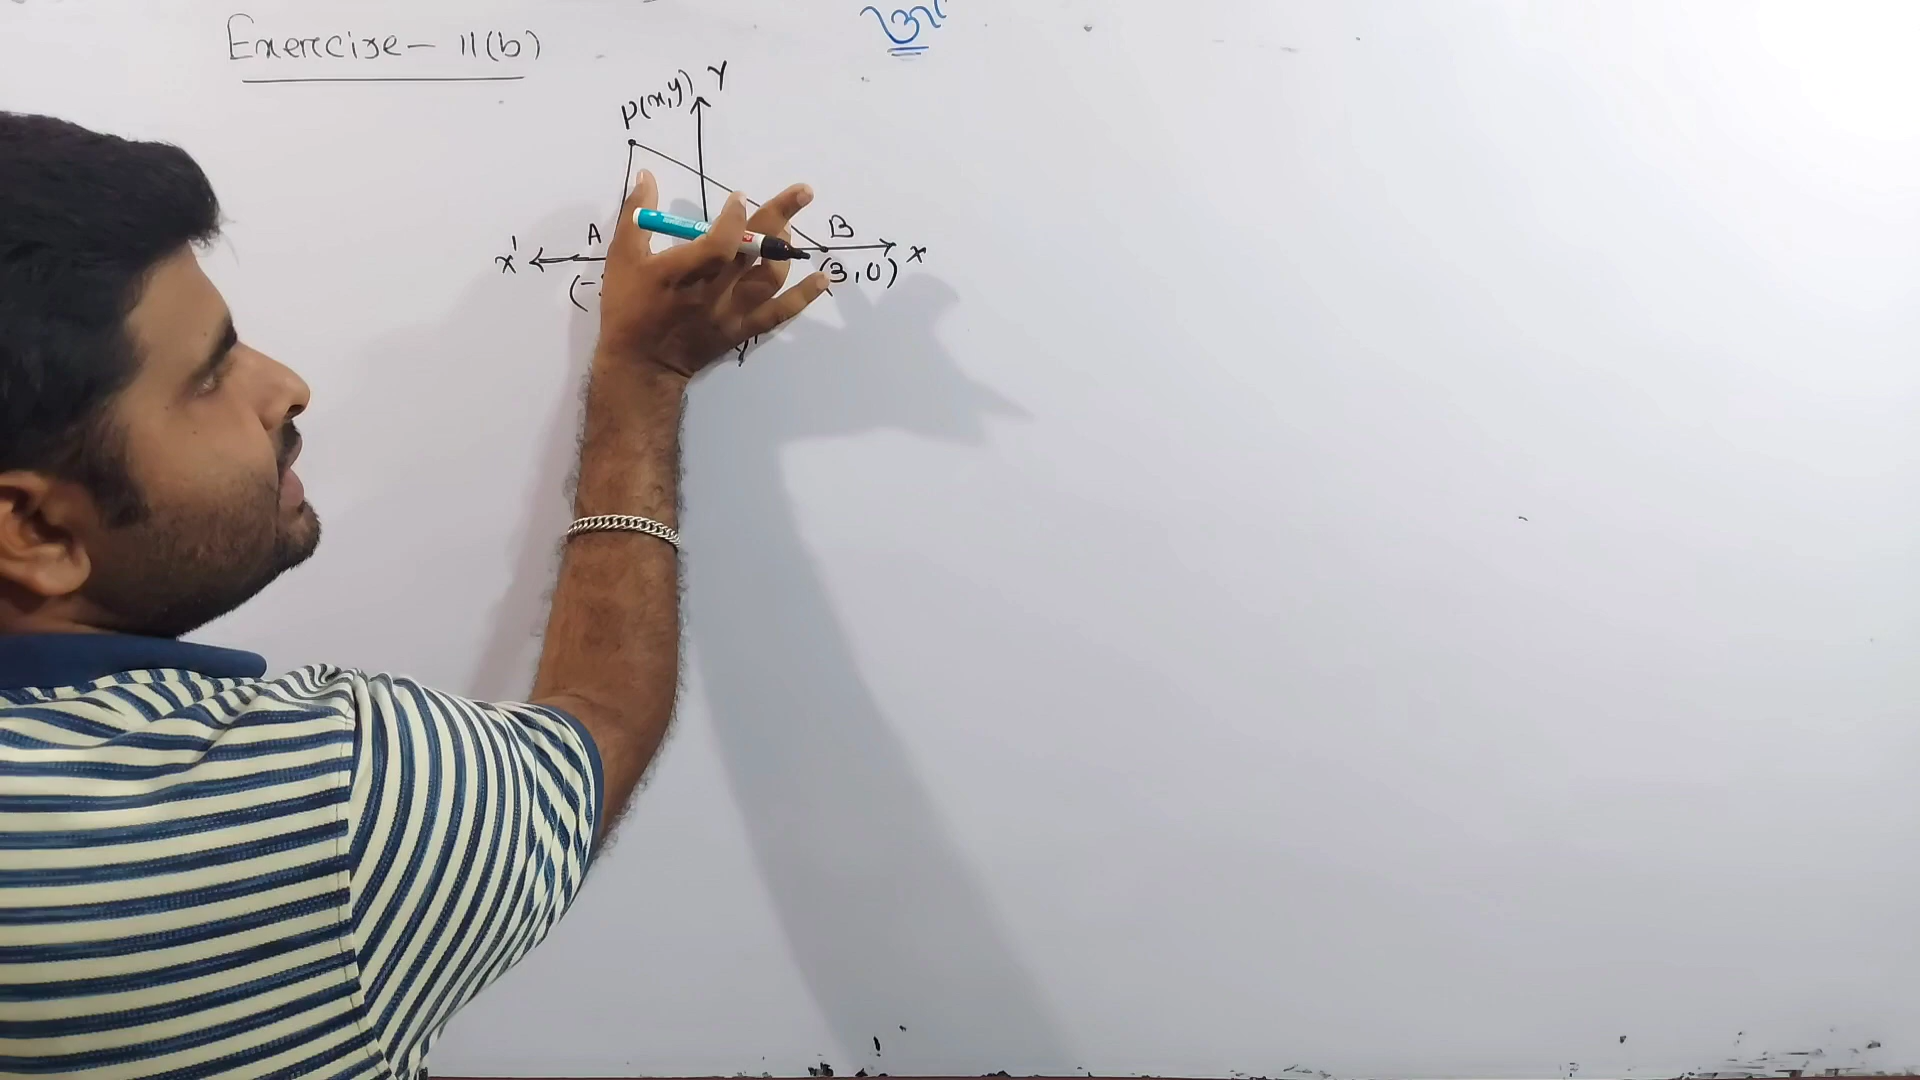 Exercise- 11(b)
Y
P(x,y)
A
B
x'
x
(-
(3,0)
y'